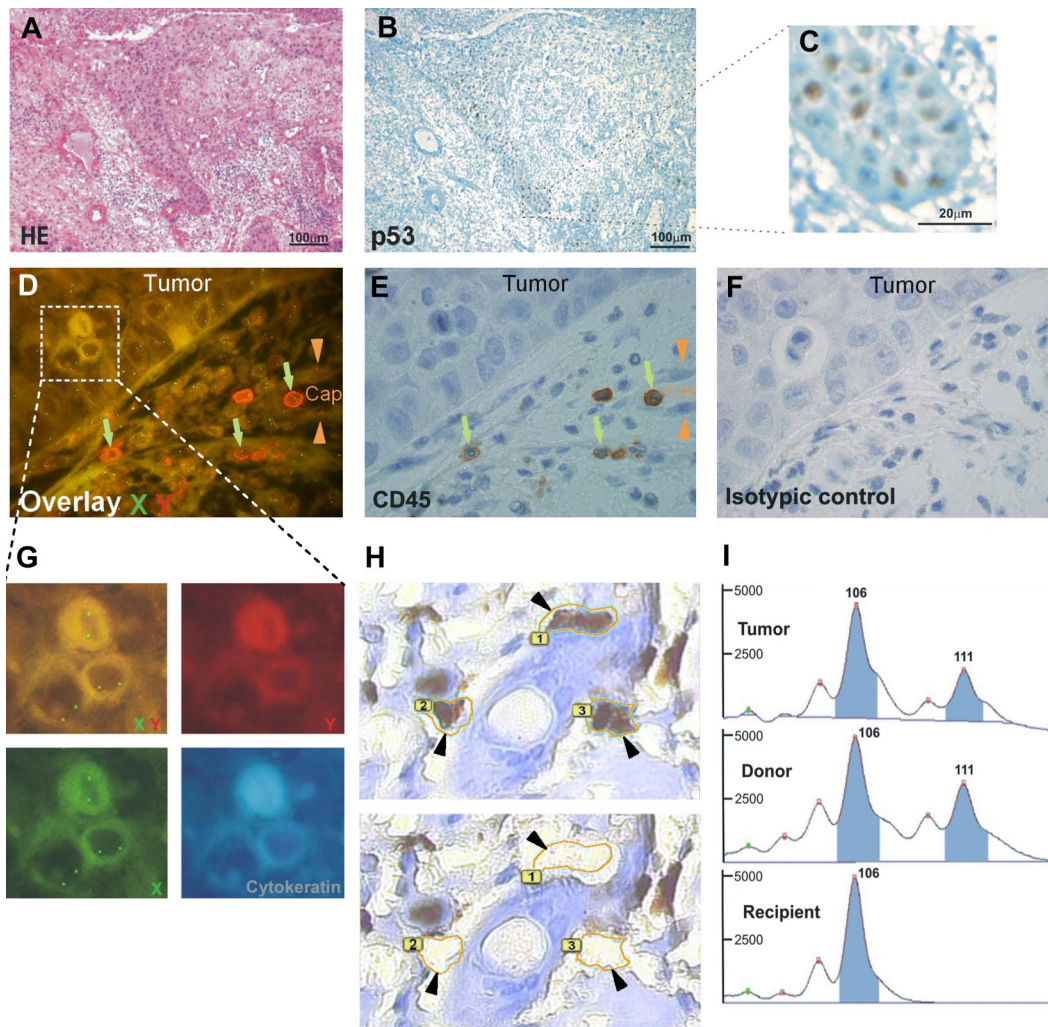 A
HE
100μm
B
p53
100μm
C
20μm
D
Tumor
Cap
Overlay X Y
E
Tumor
Cap
CD45
F
Tumor
Isotypic control
G
X Y
Y
X
Cytokeratin
H
1
2
3
1
2
3
I
5000
106
Tumor
2500
111
5000
106
Donor
111
2500
5000
106
Recipient
2500